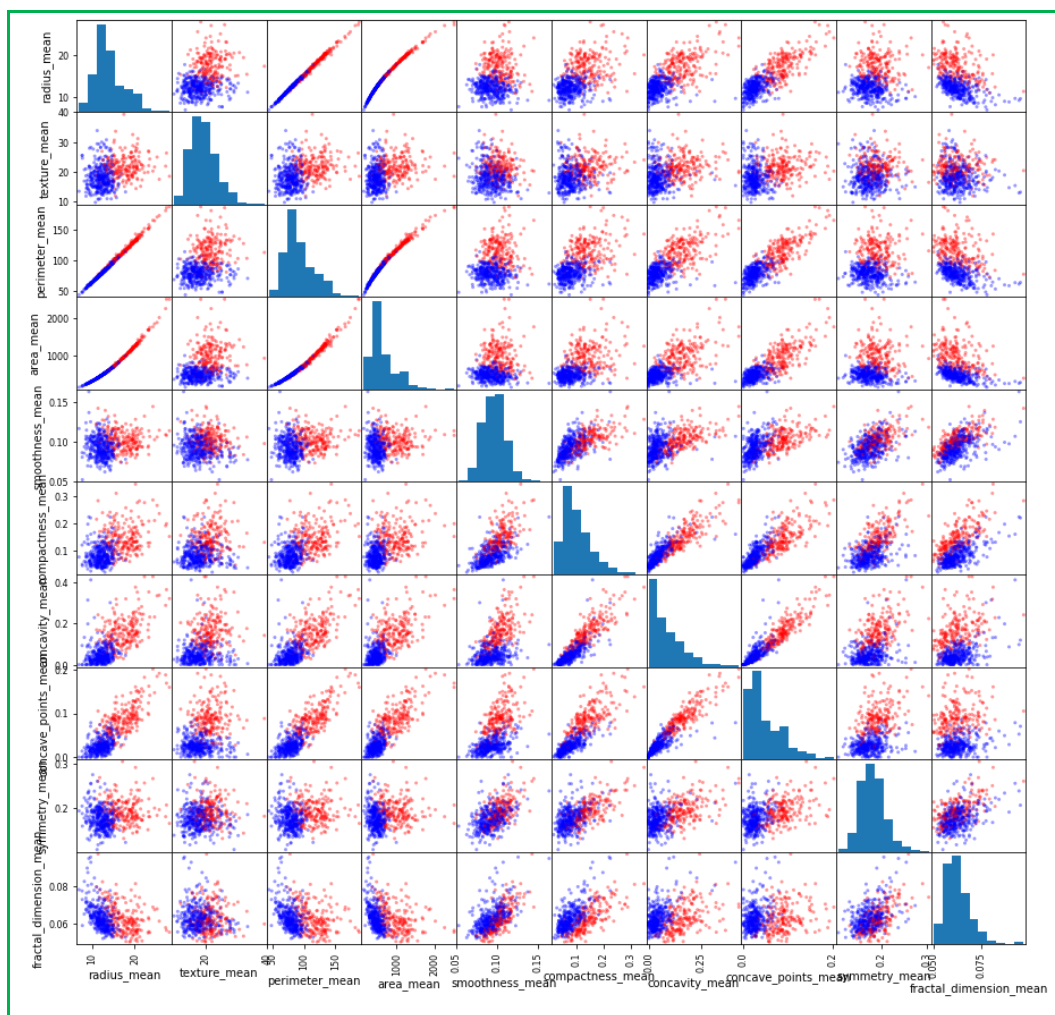 radius_mean
20
10
texture_mean
40
30
20
10
perimeter_mean
150
100
50
area_mean
2000
1000
smoothness_mean
0.15
0.10
0.05
compactness_mean
0.3
0.2
0.1
concavity_mean
0.4
0.2
0.0
concave_points_mean
0.2
0.1
0.0
symmetry_mean
0.3
0.2
fractal_dimension_mean
0.08
0.06
10 20
radius_mean
20 40
texture_mean
50 100 150
perimeter_mean
1000 2000
area_mean
0.05 0.10 0.15
smoothness_mean
0.1 0.2 0.3
compactness_mean
0.00 0.25
concavity_mean
0.0 0.2
concave_points_mean
0.2 0.3
symmetry_mean
0.050 0.075
fractal_dimension_mean